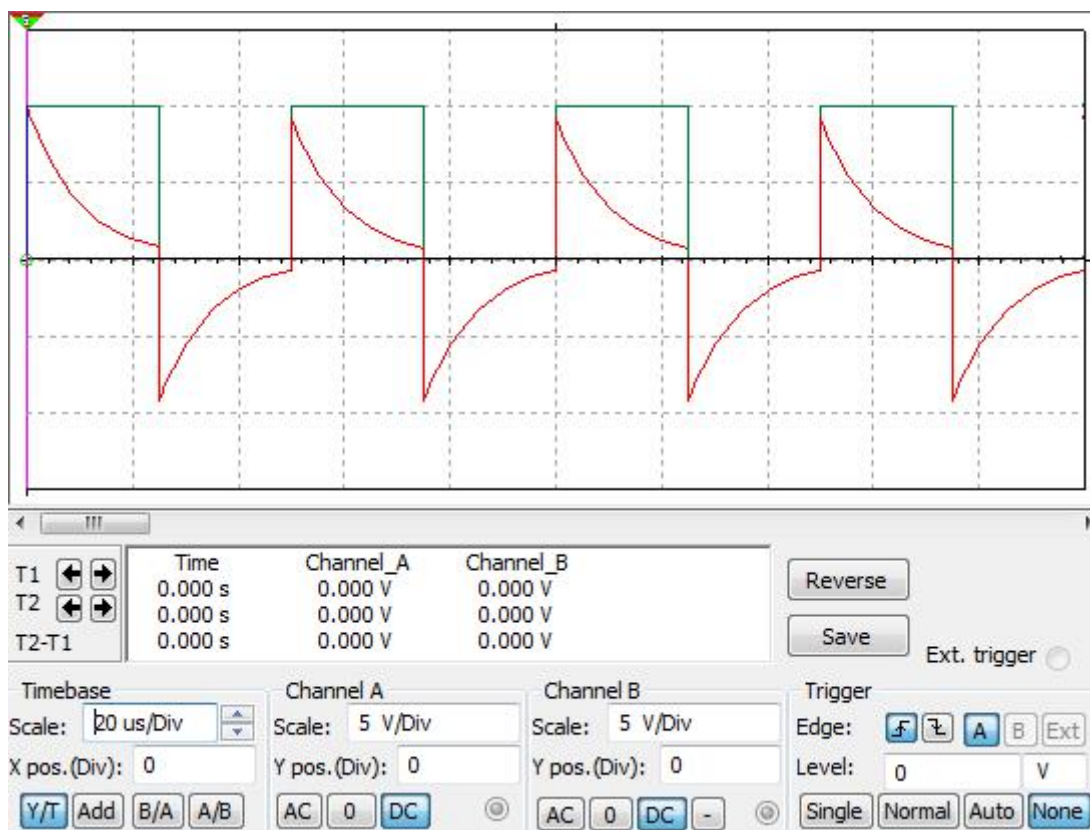 Time Channel_A Channel_B
T1 0.000 s 0.000 V 0.000 V
T2 0.000 s 0.000 V 0.000 V
T2-T1 0.000 s 0.000 V 0.000 V
Reverse
Save
Ext. trigger
Timebase
Scale: 20 us/Div
X pos.(Div): 0
Y/T Add B/A A/B
Channel A
Scale: 5 V/Div
Y pos.(Div): 0
AC 0 DC
Channel B
Scale: 5 V/Div
Y pos.(Div): 0
AC 0 DC -
Trigger
Edge: A B Ext
Level: 0 V
Single Normal Auto None